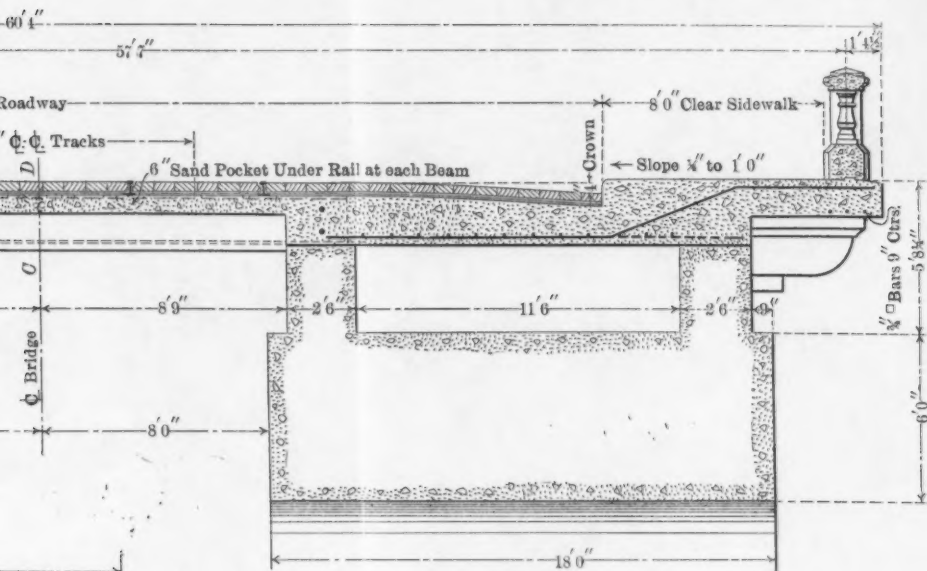 60'4"
57'7"
1'4½"
Roadway
8'0" Clear Sidewalk
" ℄-℄ Tracks
D
6" Sand Pocket Under Rail at each Beam
Crown
Slope ¼" to 1'0"
C
8'9"
2'6"
11'6"
2'6"
9"
¾" □ Bars 9" Ctrs.
5'8¼"
℄ Bridge
8'0"
6'0"
18'0"